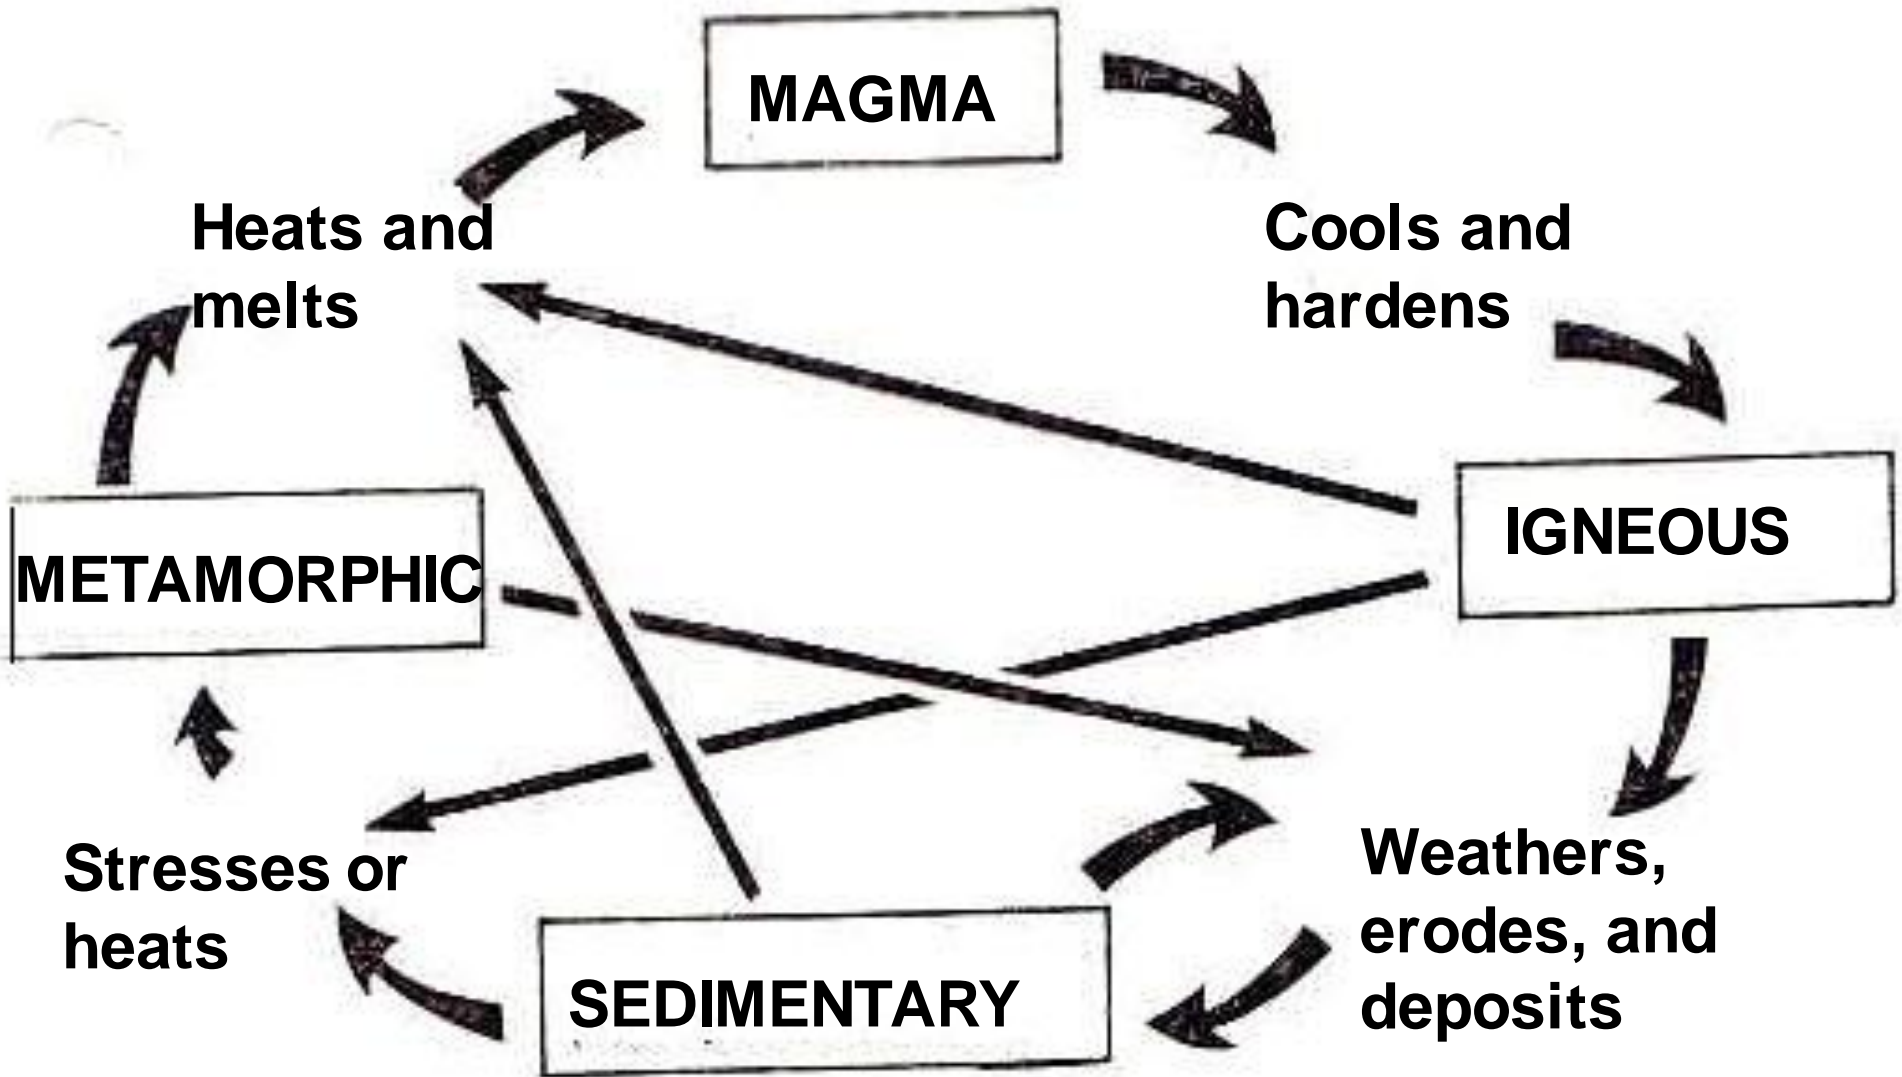 MAGMA
Heats and
melts
Cools and
hardens
METAMORPHIC
IGNEOUS
Stresses or
heats
SEDIMENTARY
Weathers,
erodes, and
deposits